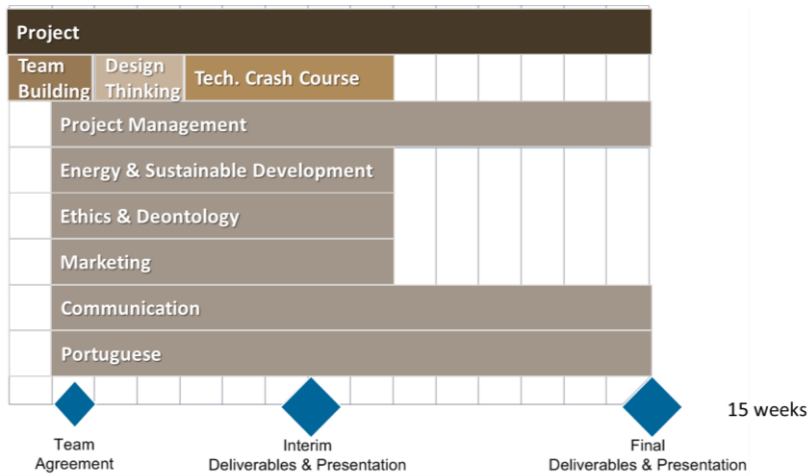 Project
Team
Building
Design
Thinking
Tech. Crash Course
Project Management
Energy & Sustainable Development
Ethics & Deontology
Marketing
Communication
Portuguese
15 weeks
Team
Agreement
Interim
Deliverables & Presentation
Final
Deliverables & Presentation